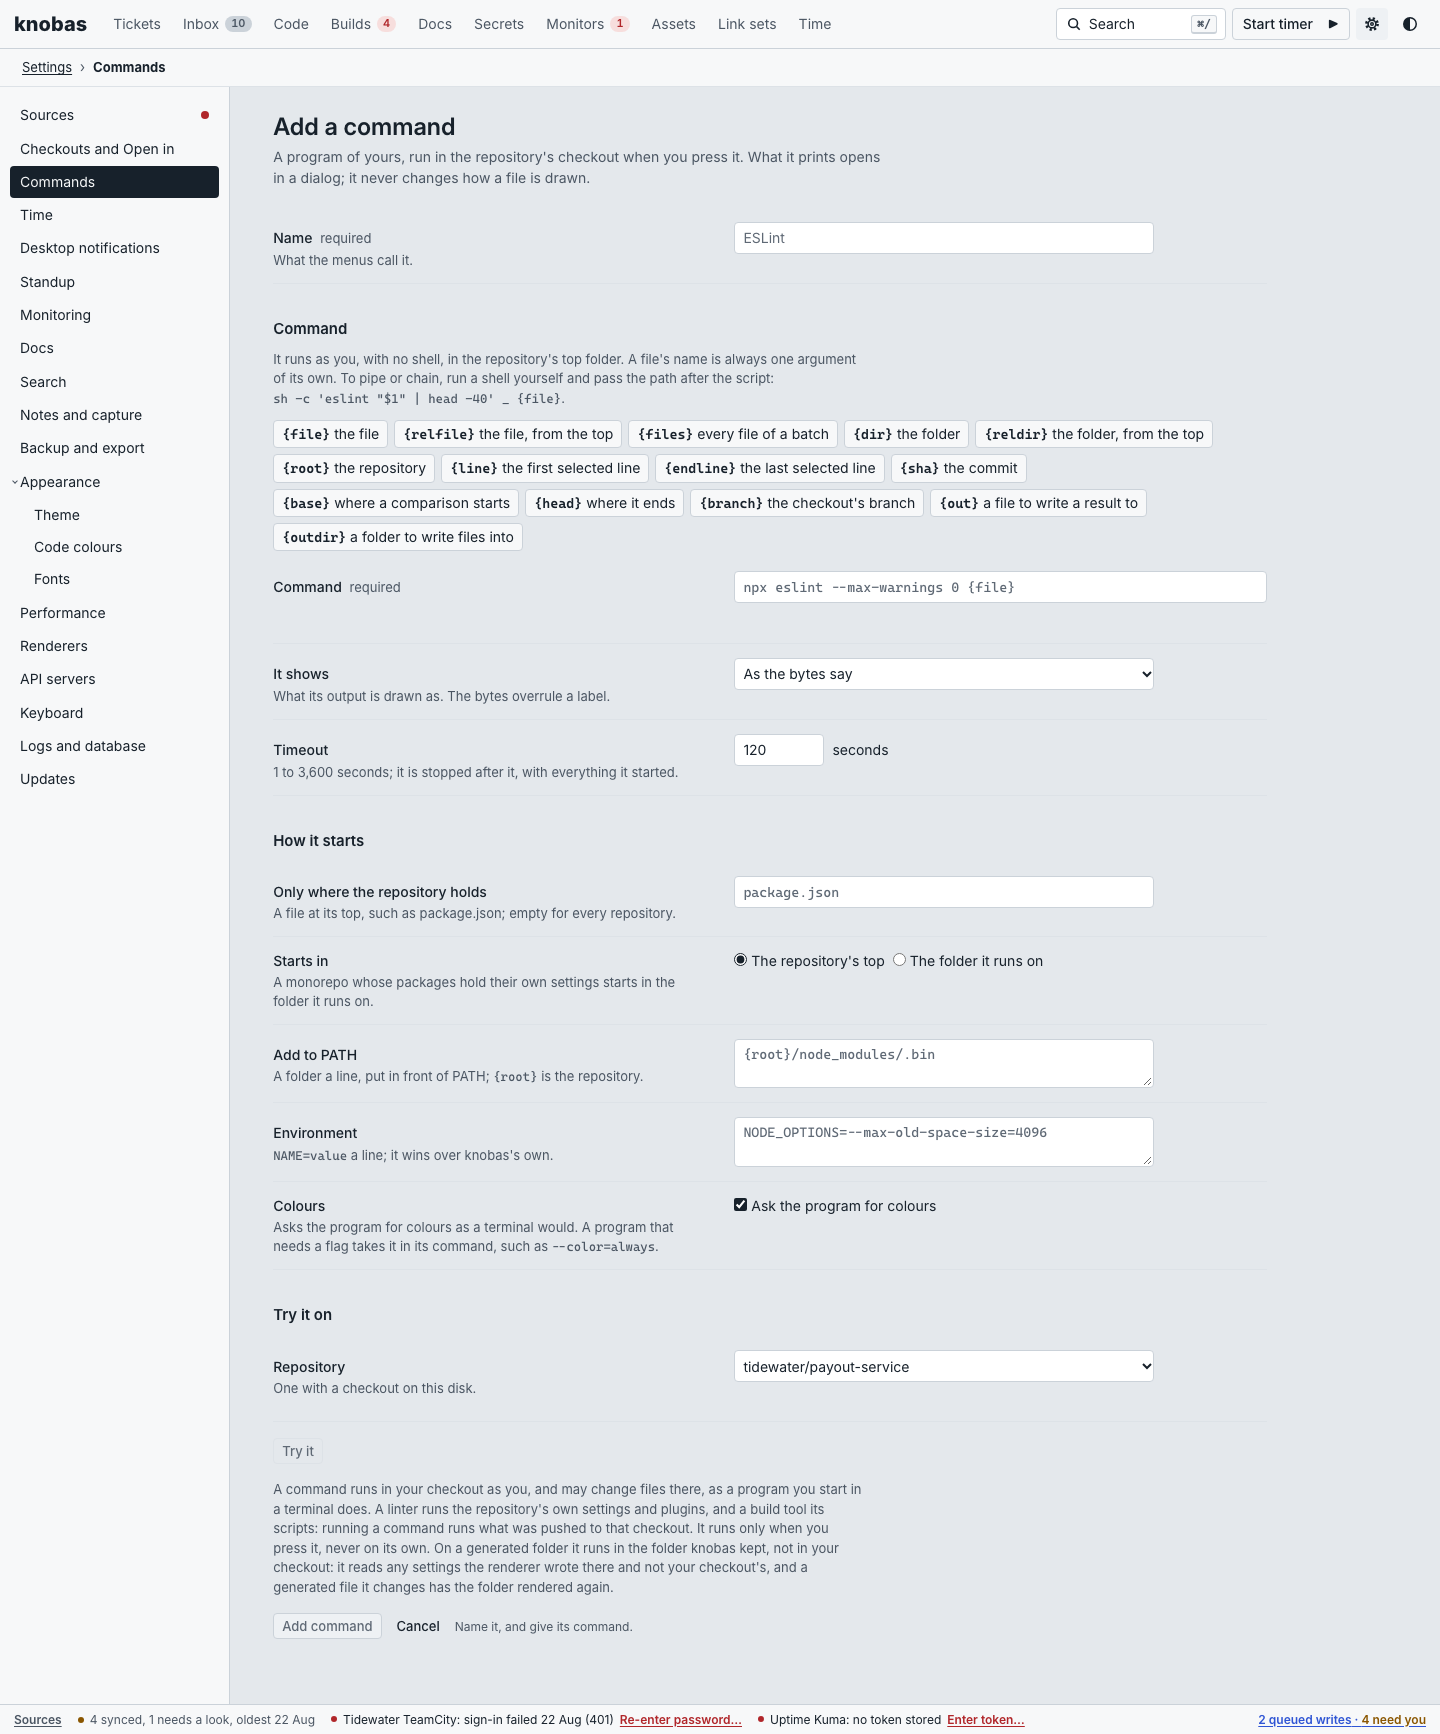 knobas Tickets Inbox 10 Code Builds 4 Docs Secrets Monitors 1 Assets Link sets Time Search ⌘/ Start timer
Settings › Commands
Sources
Checkouts and Open in
Commands
Time
Desktop notifications
Standup
Monitoring
Docs
Search
Notes and capture
Backup and export
Appearance
Theme
Code colours
Fonts
Performance
Renderers
API servers
Keyboard
Logs and database
Updates
Add a command
A program of yours, run in the repository's checkout when you press it. What it prints opens
in a dialog; it never changes how a file is drawn.
Name required
ESLint
What the menus call it.
Command
It runs as you, with no shell, in the repository's top folder. A file's name is always one argument
of its own. To pipe or chain, run a shell yourself and pass the path after the script:
sh -c 'eslint "$1" | head -40' _ {file}.
{file} the file {relfile} the file, from the top {files} every file of a batch {dir} the folder {reldir} the folder, from the top
{root} the repository {line} the first selected line {endline} the last selected line {sha} the commit
{base} where a comparison starts {head} where it ends {branch} the checkout's branch {out} a file to write a result to
{outdir} a folder to write files into
Command required
npx eslint --max-warnings 0 {file}
It shows
As the bytes say
What its output is drawn as. The bytes overrule a label.
Timeout
120 seconds
1 to 3,600 seconds; it is stopped after it, with everything it started.
How it starts
Only where the repository holds
package.json
A file at its top, such as package.json; empty for every repository.
Starts in
The repository's top The folder it runs on
A monorepo whose packages hold their own settings starts in the
folder it runs on.
Add to PATH
{root}/node_modules/.bin
A folder a line, put in front of PATH; {root} is the repository.
Environment
NODE_OPTIONS=--max-old-space-size=4096
NAME=value a line; it wins over knobas's own.
Colours
Ask the program for colours
Asks the program for colours as a terminal would. A program that
needs a flag takes it in its command, such as --color=always.
Try it on
Repository
tidewater/payout-service
One with a checkout on this disk.
Try it
A command runs in your checkout as you, and may change files there, as a program you start in
a terminal does. A linter runs the repository's own settings and plugins, and a build tool its
scripts: running a command runs what was pushed to that checkout. It runs only when you
press it, never on its own. On a generated folder it runs in the folder knobas kept, not in your
checkout: it reads any settings the renderer wrote there and not your checkout's, and a
generated file it changes has the folder rendered again.
Add command Cancel Name it, and give its command.
Sources 4 synced, 1 needs a look, oldest 22 Aug Tidewater TeamCity: sign-in failed 22 Aug (401) Re-enter password... Uptime Kuma: no token stored Enter token... 2 queued writes · 4 need you